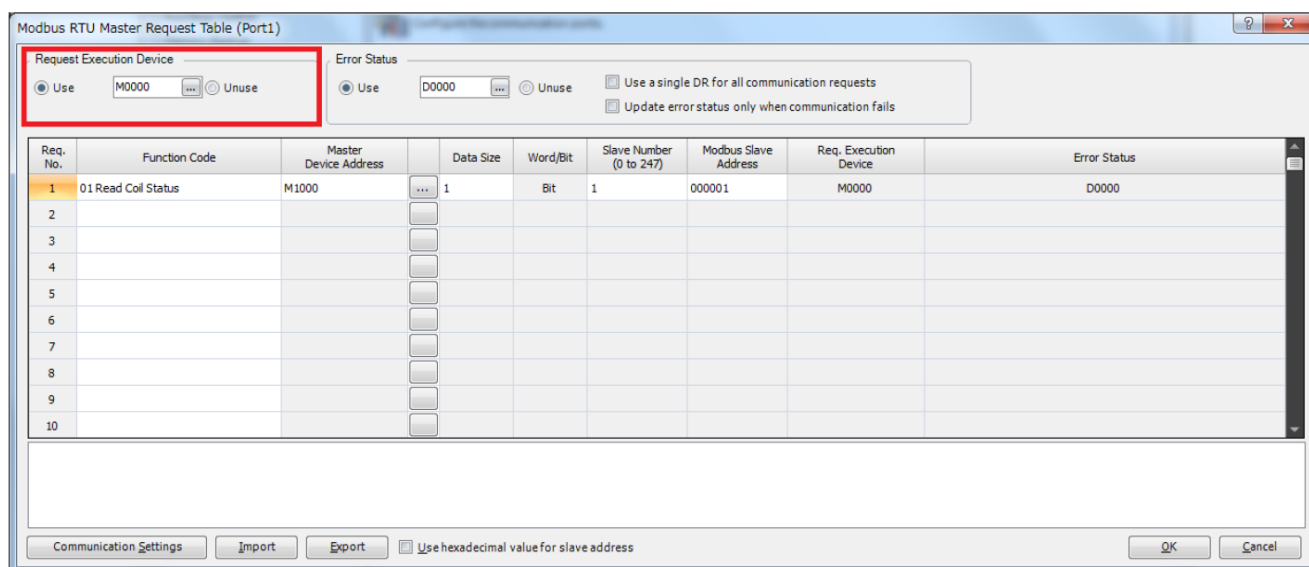 Modbus RTU Master Request Table (Port1)
Request Execution Device
Use M0000 ... Unuse
Error Status
Use D0000 ... Unuse
Use a single DR for all communication requests
Update error status only when communication fails
Req. No. Function Code Master Device Address Data Size Word/Bit Slave Number (0 to 247) Modbus Slave Address Req. Execution Device Error Status
1 01 Read Coil Status M1000 ... 1 Bit 1 000001 M0000 D0000
2
3
4
5
6
7
8
9
10
Communication Settings Import Export Use hexadecimal value for slave address OK Cancel